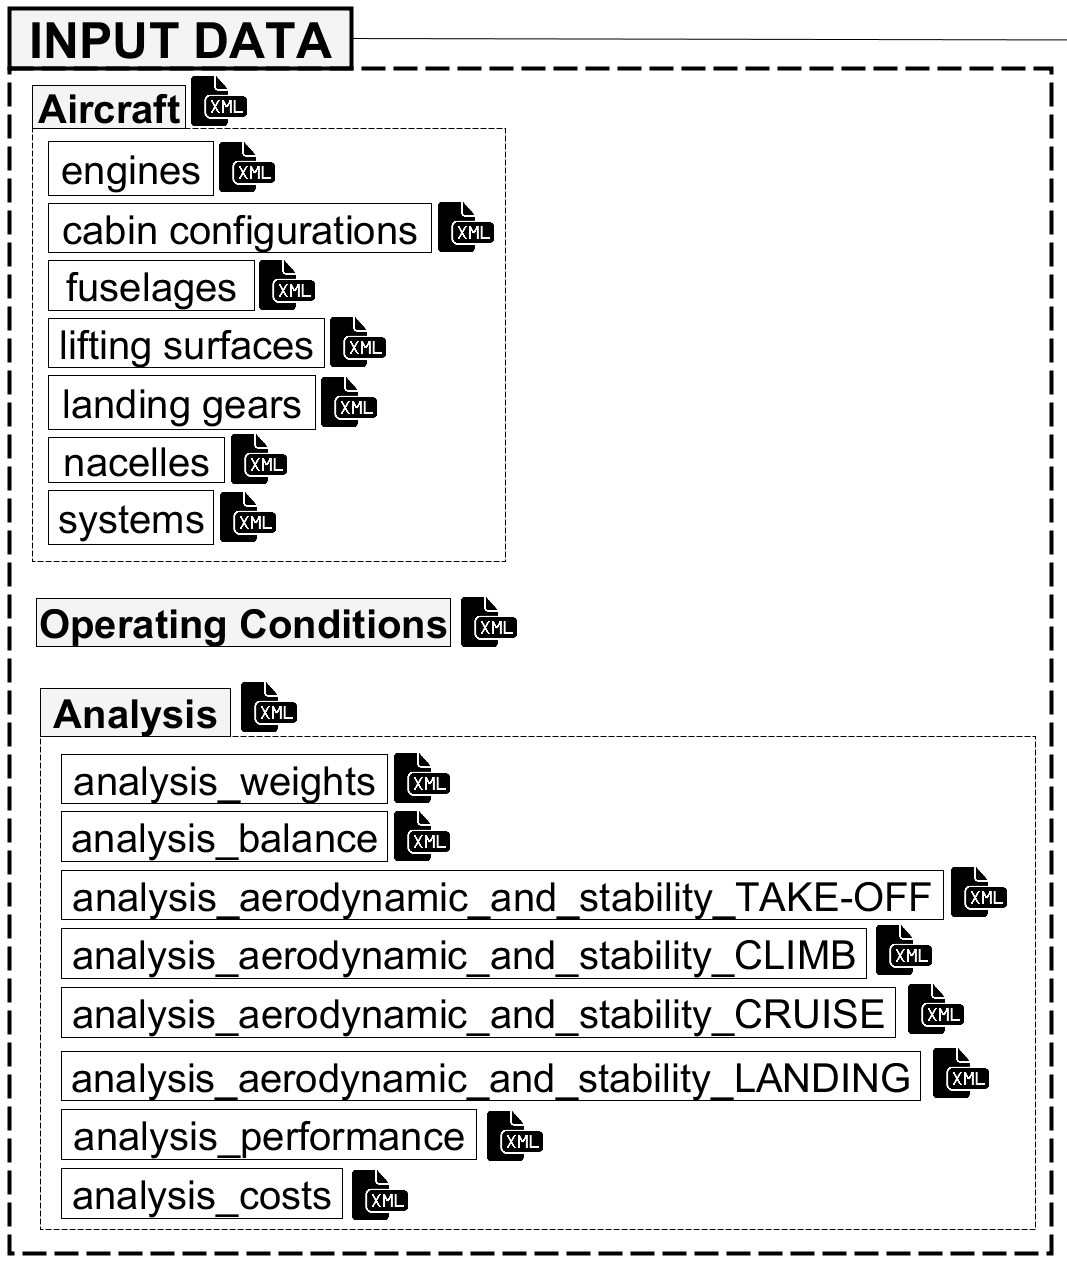 INPUT DATA
Aircraft XML
engines XML
cabin configurations XML
fuselages XML
lifting surfaces XML
landing gears XML
nacelles XML
systems XML
Operating Conditions XML
Analysis XML
analysis_weights XML
analysis_balance XML
analysis_aerodynamic_and_stability_TAKE-OFF XML
analysis_aerodynamic_and_stability_CLIMB XML
analysis_aerodynamic_and_stability_CRUISE XML
analysis_aerodynamic_and_stability_LANDING XML
analysis_performance XML
analysis_costs XML